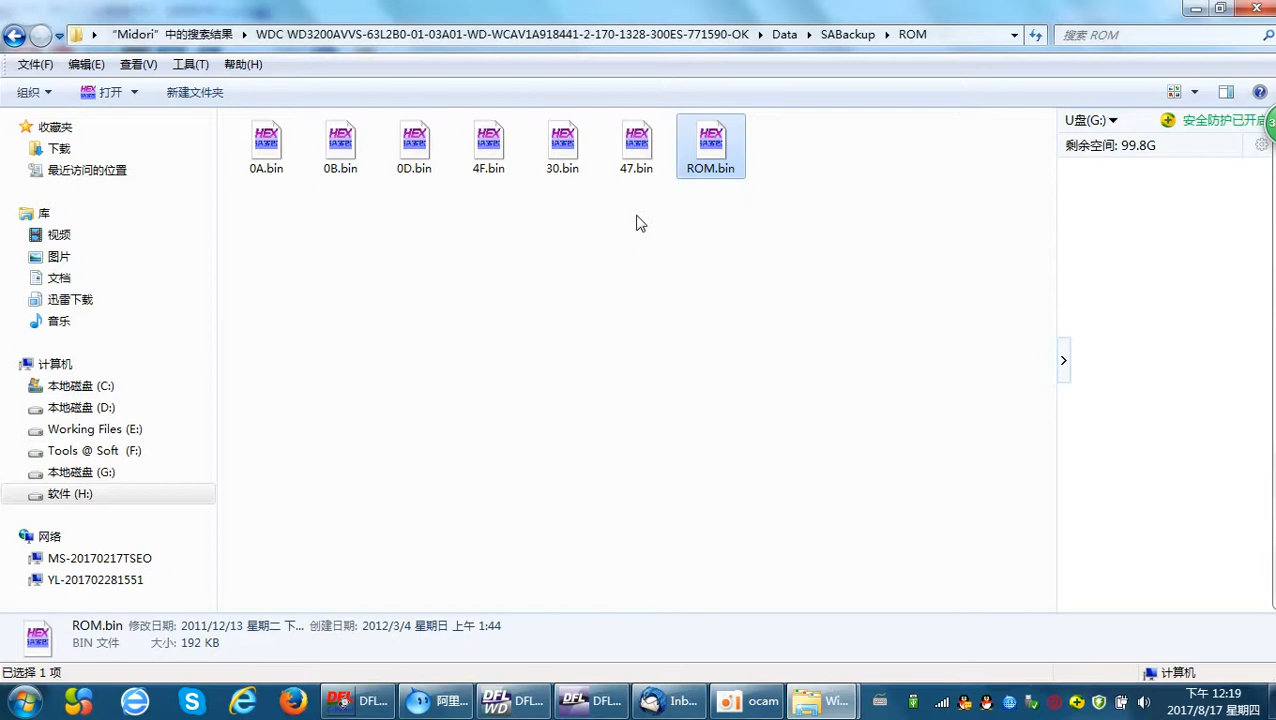 “Midori” 中的搜索结果 WDC WD3200AVVS-63L2B0-01-03A01-WD-WCAV1A918441-2-170-1328-300ES-771590-OK Data SABackup ROM 搜索 ROM
文件(F) 编辑(E) 查看(V) 工具(T) 帮助(H)
组织 打开 新建文件夹
收藏夹
下载
最近访问的位置
库
视频
图片
文档
迅雷下载
音乐
计算机
本地磁盘 (C:)
本地磁盘 (D:)
Working Files (E:)
Tools @ Soft (F:)
本地磁盘 (G:)
软件 (H:)
网络
MS-20170217TSEO
YL-201702281551
HEX HEX HEX HEX HEX HEX HEX
0A.bin 0B.bin 0D.bin 4F.bin 30.bin 47.bin ROM.bin
U盘(G:) 安全防护已开启
剩余空间: 99.8G
HEX
ROM.bin 修改日期: 2011/12/13 星期二 下... 创建日期: 2012/3/4 星期日 上午 1:44
BIN 文件 大小: 192 KB
已选择 1 项 计算机
DFL... 阿里... DFL... DFL... Inb... ocam Wi...
下午 12:19
2017/8/17 星期四